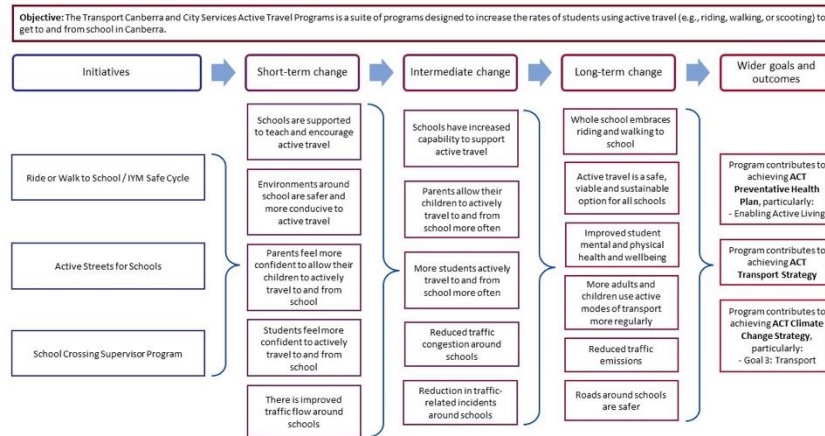 Objective: The Transport Canberra and City Services Active Travel Programs is a suite of programs designed to increase the rates of students using active travel (e.g., riding, walking, or scooting) to
get to and from school in Canberra.
Initiatives
Short-term change
Intermediate change
Long-term change
Wider goals and
outcomes
Ride or Walk to School / IYM Safe Cycle
Active Streets for Schools
School Crossing Supervisor Program
Schools are supported
to teach and encourage
active travel
Environments around
school are safer and
more conducive to
active travel
Parents feel more
confident to allow their
children to actively
travel to and from
school
Students feel more
confident to actively
travel to and from
school
There is improved
traffic flow around
schools
Schools have increased
capability to support
active travel
Parents allow their
children to actively
travel to and from
school more often
More students actively
travel to and from
school more often
Reduced traffic
congestion around
schools
Reduction in traffic-
related incidents
around schools
Whole school embraces
riding and walking to
school
Active travel is a safe,
viable and sustainable
option for all schools
Improved student
mental and physical
health and wellbeing
More adults and
children use active
modes of transport
more regularly
Reduced traffic
emissions
Roads around schools
are safer
Program contributes to
achieving ACT
Preventative Health
Plan, particularly:
- Enabling Active Living
Program contributes to
achieving ACT
Transport Strategy
Program contributes to
achieving ACT Climate
Change Strategy,
particularly:
- Goal 3: Transport